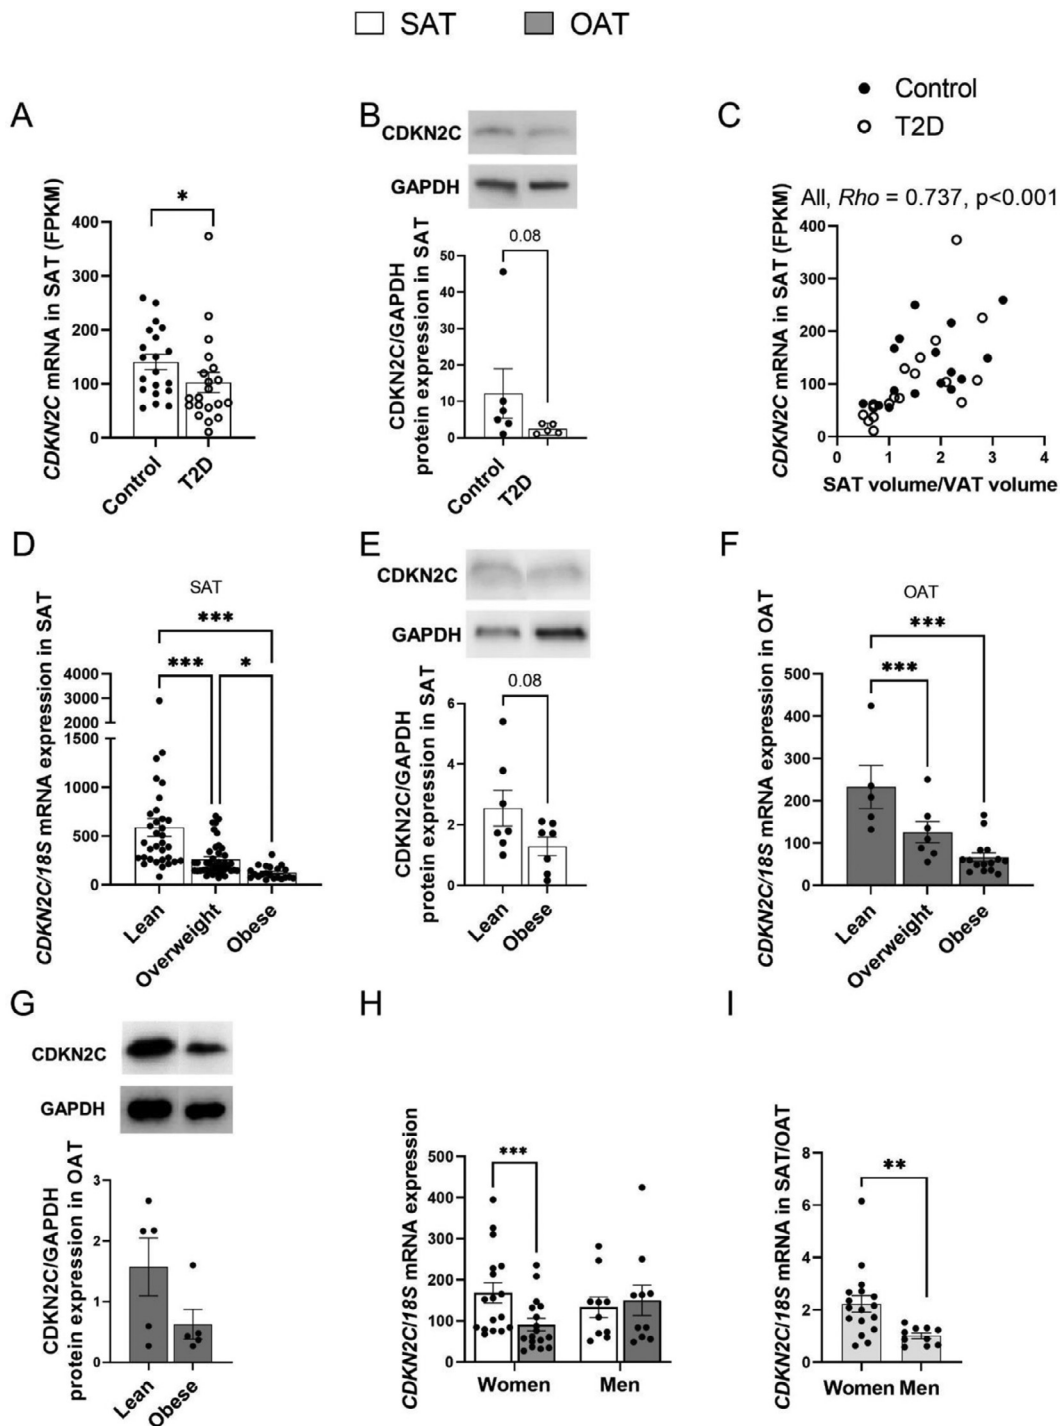 SAT OAT
A
CDKN2C mRNA in SAT (FPKM)
400
300
200
100
0
*
Control
T2D
B
CDKN2C
GAPDH
CDKN2C/GAPDH
protein expression in SAT
0.08
50
40
30
20
10
0
Control
T2D
Control
T2D
C
All, Rho = 0.737, p<0.001
CDKN2C mRNA in SAT (FPKM)
400
300
200
100
0
0 1 2 3 4
SAT volume/VAT volume
D
SAT
CDKN2C/18S mRNA expression in SAT
***
***
*
4000
3000
2000
1500
1000
500
0
Lean
Overweight
Obese
E
CDKN2C
GAPDH
CDKN2C/GAPDH
protein expression in SAT
0.08
6
4
2
0
Lean
Obese
F
OAT
CDKN2C/18S mRNA expression in OAT
***
***
500
400
300
200
100
0
Lean
Overweight
Obese
G
CDKN2C
GAPDH
CDKN2C/GAPDH
protein expression in OAT
3
2
1
0
Lean
Obese
H
CDKN2C/18S mRNA expression
***
500
400
300
200
100
0
Women Men
I
CDKN2C/18S mRNA in SAT/OAT
**
8
6
4
2
0
Women Men